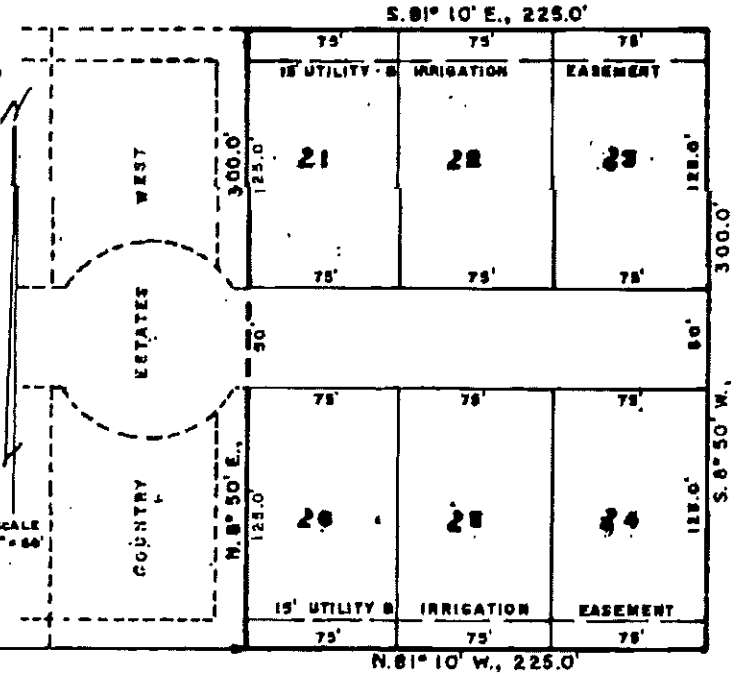 S. 81° 10' E., 225.0'
75' 75' 75'
15' UTILITY & IRRIGATION EASEMENT
WEST
300.0'
125.0'
21 22 23
125.0'
300.0'
75' 75' 75'
ESTATES
50'
50'
75' 75' 75'
COUNTRY
N. 8° 50' E.,
125.0'
26 25 24
125.0'
S. 8° 50' W.,
SCALE
15' UTILITY & IRRIGATION EASEMENT
75' 75' 75'
N. 81° 10' W., 225.0'